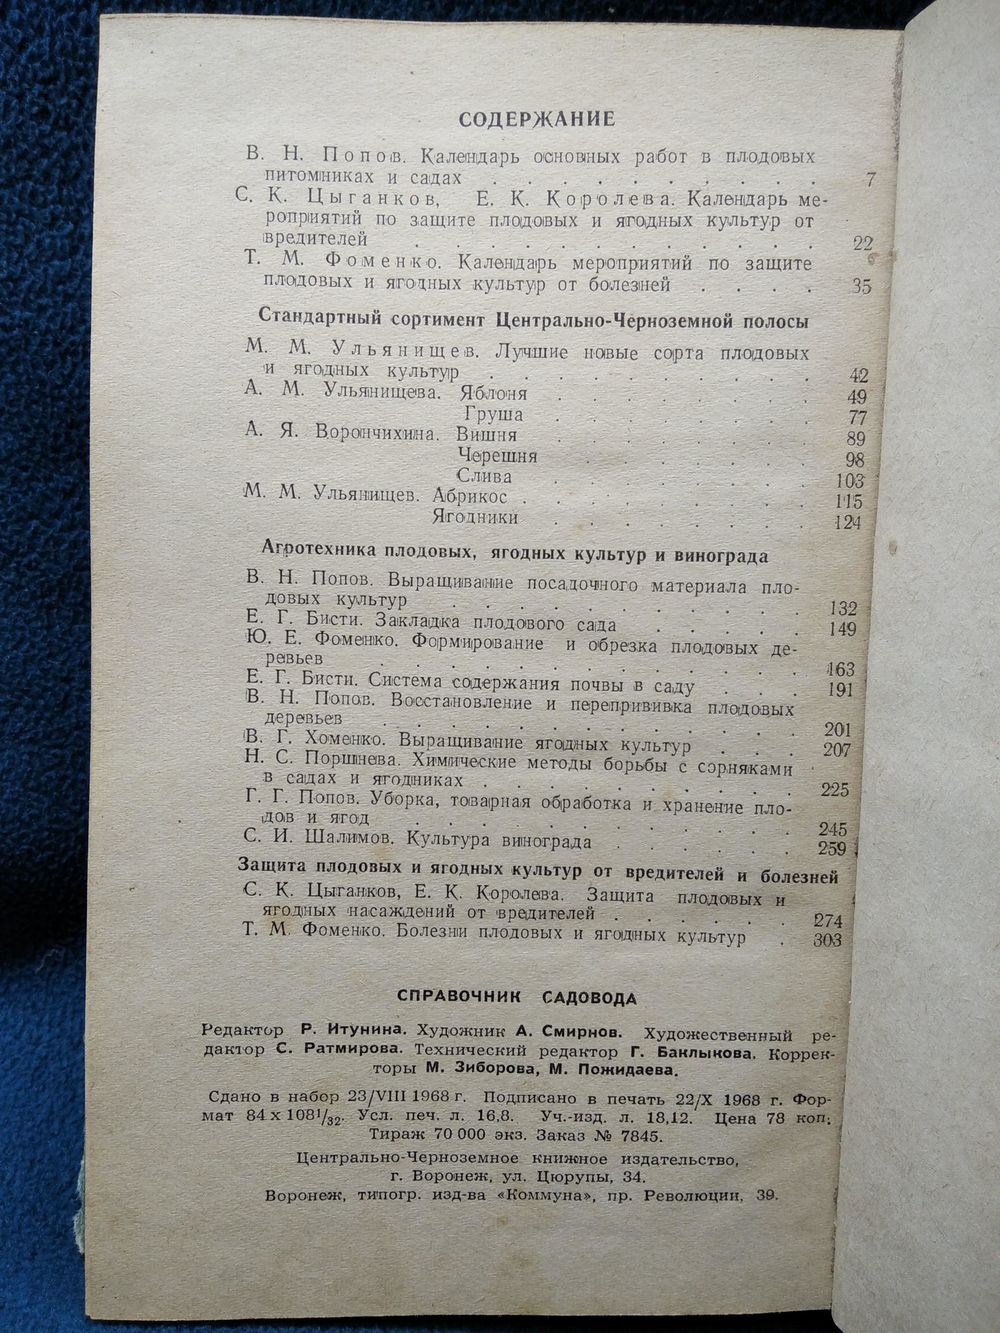 СОДЕРЖАНИЕ
В. Н. Попов. Календарь основных работ в плодовых
питомниках и садах . . . . . . . . . . 7
С. К. Цыганков, Е. К. Королева. Календарь ме-
роприятий по защите плодовых и ягодных культур от
вредителей . . . . . . . . . . . . 22
Т. М. Фоменко. Календарь мероприятий по защите
плодовых и ягодных культур от болезней . . . . 35
Стандартный сортимент Центрально-Черноземной полосы
М. М. Ульянищев. Лучшие новые сорта плодовых
и ягодных культур . . . . . . . . . . 42
А. М. Ульянищева. Яблоня . . . . . . . . 49
Груша . . . . . . . . 77
А. Я. Ворончихина. Вишня . . . . . . . . 89
Черешня . . . . . . . 98
Слива . . . . . . . . 103
М. М. Ульянищев. Абрикос . . . . . . . . 115
Ягодники . . . . . . . 124
Агротехника плодовых, ягодных культур и винограда
В. Н. Попов. Выращивание посадочного материала пло-
довых культур . . . . . . . . . . . 132
Е. Г. Бисти. Закладка плодового сада . . . . . 149
Ю. Е. Фоменко. Формирование и обрезка плодовых де-
ревьев . . . . . . . . . . . . 163
Е. Г. Бисти. Система содержания почвы в саду . . . 191
В. Н. Попов. Восстановление и перепрививка плодовых
деревьев . . . . . . . . . . . . 201
В. Г. Хоменко. Выращивание ягодных культур . . . 207
Н. С. Поршнева. Химические методы борьбы с сорняками
в садах и ягодниках . . . . . . . . . 225
Г. Г. Попов. Уборка, товарная обработка и хранение пло-
дов и ягод . . . . . . . . . . . 245
С. И. Шалимов. Культура винограда . . . . . . 259
Защита плодовых и ягодных культур от вредителей и болезней
С. К. Цыганков, Е. К. Королева. Защита плодовых и
ягодных насаждений от вредителей . . . . . . 274
Т. М. Фоменко. Болезни плодовых и ягодных культур . 303
СПРАВОЧНИК САДОВОДА
Редактор Р. Итунина. Художник А. Смирнов. Художественный ре-
дактор С. Ратмирова. Технический редактор Г. Баклыкова. Коррек-
торы М. Зиборова, М. Пожидаева.
Сдано в набор 23/VIII 1968 г. Подписано в печать 22/X 1968 г. Фор-
мат 84 х 108¹/₃₂. Усл. печ. л. 16,8. Уч.-изд. л. 18,12. Цена 78 коп.
Тираж 70 000 экз. Заказ № 7845.
Центрально-Черноземное книжное издательство,
г. Воронеж, ул. Цюрупы, 34.
Воронеж, типогр. изд-ва «Коммуна», пр. Революции, 39.